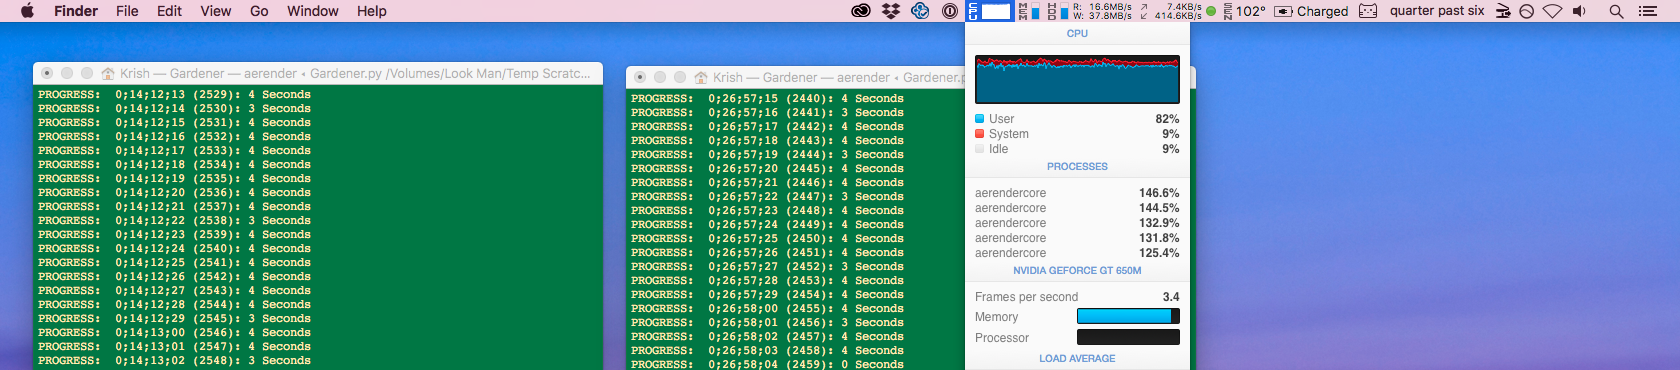 Finder File Edit View Go Window Help
CPU MEM HDD R: 16.6MB/s W: 37.8MB/s 7.4KB/s 414.6KB/s SEN 102° Charged quarter past six
Krish — Gardener — aerender ◂ Gardener.py /Volumes/Look Man/Temp Scratc...
PROGRESS: 0;14;12;13 (2529): 4 Seconds
PROGRESS: 0;14;12;14 (2530): 3 Seconds
PROGRESS: 0;14;12;15 (2531): 4 Seconds
PROGRESS: 0;14;12;16 (2532): 4 Seconds
PROGRESS: 0;14;12;17 (2533): 4 Seconds
PROGRESS: 0;14;12;18 (2534): 4 Seconds
PROGRESS: 0;14;12;19 (2535): 4 Seconds
PROGRESS: 0;14;12;20 (2536): 4 Seconds
PROGRESS: 0;14;12;21 (2537): 4 Seconds
PROGRESS: 0;14;12;22 (2538): 3 Seconds
PROGRESS: 0;14;12;23 (2539): 4 Seconds
PROGRESS: 0;14;12;24 (2540): 4 Seconds
PROGRESS: 0;14;12;25 (2541): 4 Seconds
PROGRESS: 0;14;12;26 (2542): 4 Seconds
PROGRESS: 0;14;12;27 (2543): 4 Seconds
PROGRESS: 0;14;12;28 (2544): 4 Seconds
PROGRESS: 0;14;12;29 (2545): 3 Seconds
PROGRESS: 0;14;13;00 (2546): 4 Seconds
PROGRESS: 0;14;13;01 (2547): 4 Seconds
PROGRESS: 0;14;13;02 (2548): 3 Seconds
Krish — Gardener — aerender ◂ Gardener.p
PROGRESS: 0;26;57;15 (2440): 4 Seconds
PROGRESS: 0;26;57;16 (2441): 3 Seconds
PROGRESS: 0;26;57;17 (2442): 4 Seconds
PROGRESS: 0;26;57;18 (2443): 4 Seconds
PROGRESS: 0;26;57;19 (2444): 3 Seconds
PROGRESS: 0;26;57;20 (2445): 4 Seconds
PROGRESS: 0;26;57;21 (2446): 4 Seconds
PROGRESS: 0;26;57;22 (2447): 3 Seconds
PROGRESS: 0;26;57;23 (2448): 4 Seconds
PROGRESS: 0;26;57;24 (2449): 4 Seconds
PROGRESS: 0;26;57;25 (2450): 4 Seconds
PROGRESS: 0;26;57;26 (2451): 4 Seconds
PROGRESS: 0;26;57;27 (2452): 3 Seconds
PROGRESS: 0;26;57;28 (2453): 4 Seconds
PROGRESS: 0;26;57;29 (2454): 4 Seconds
PROGRESS: 0;26;58;00 (2455): 4 Seconds
PROGRESS: 0;26;58;01 (2456): 3 Seconds
PROGRESS: 0;26;58;02 (2457): 4 Seconds
PROGRESS: 0;26;58;03 (2458): 4 Seconds
PROGRESS: 0;26;58;04 (2459): 0 Seconds
CPU
User 82%
System 9%
Idle 9%
PROCESSES
aerendercore 146.6%
aerendercore 144.5%
aerendercore 132.9%
aerendercore 131.8%
aerendercore 125.4%
NVIDIA GEFORCE GT 650M
Frames per second 3.4
Memory
Processor
LOAD AVERAGE